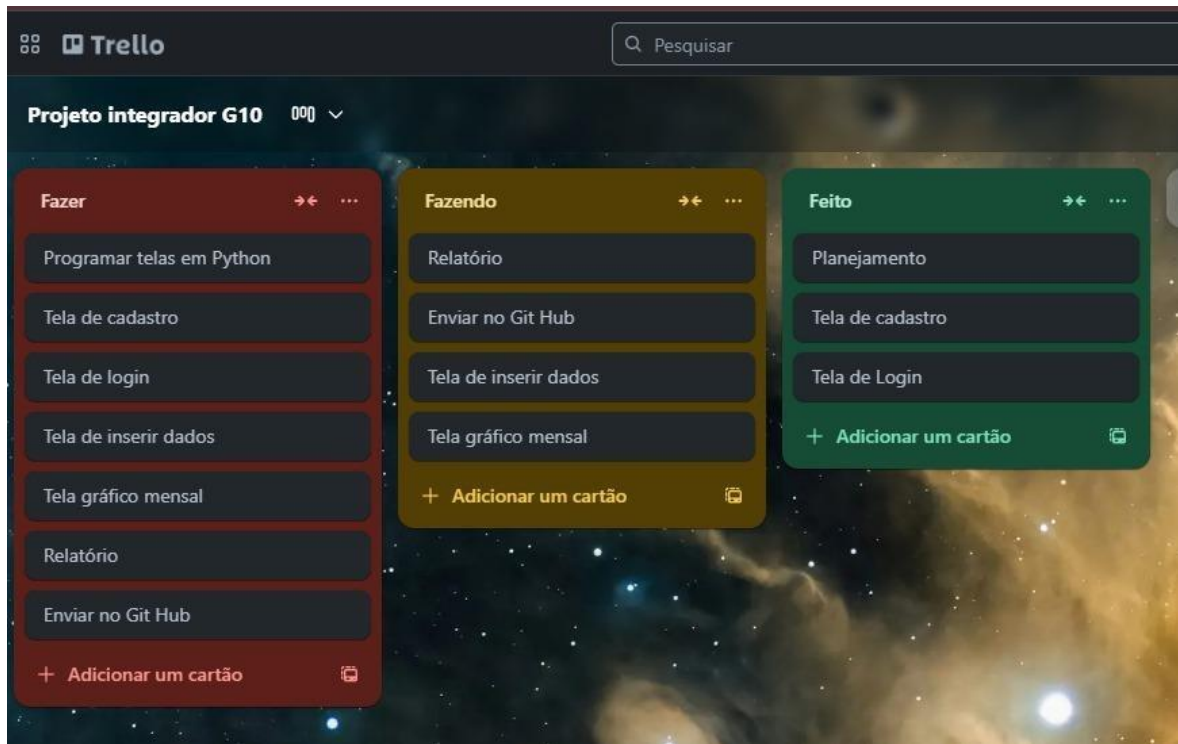 Trello
Pesquisar
Projeto integrador G10
Fazer
Programar telas em Python
Tela de cadastro
Tela de login
Tela de inserir dados
Tela gráfico mensal
Relatório
Enviar no Git Hub
+ Adicionar um cartão
Fazendo
Relatório
Enviar no Git Hub
Tela de inserir dados
Tela gráfico mensal
+ Adicionar um cartão
Feito
Planejamento
Tela de cadastro
Tela de Login
+ Adicionar um cartão